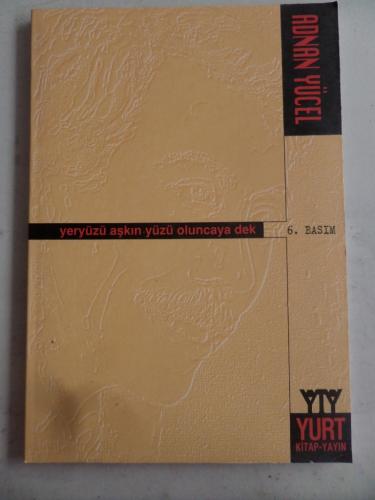 ADNAN YÜCEL
yeryüzü aşkın yüzü oluncaya dek
6. BASIM
YTY
YURT
KİTAP-YAYIN